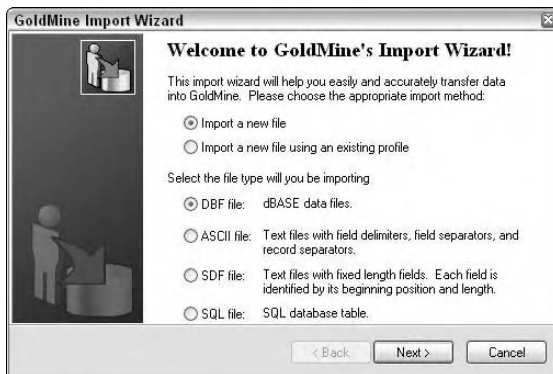 GoldMine Import Wizard
Welcome to GoldMine's Import Wizard!
This import wizard will help you easily and accurately transfer data
into GoldMine. Please choose the appropriate import method:
Import a new file
Import a new file using an existing profile
Select the file type will you be importing
DBF file: dBASE data files.
ASCII file: Text files with field delimiters, field separators, and
record separators.
SDF file: Text files with fixed length fields. Each field is
identified by its beginning position and length.
SQL file: SQL database table.
< Back Next > Cancel